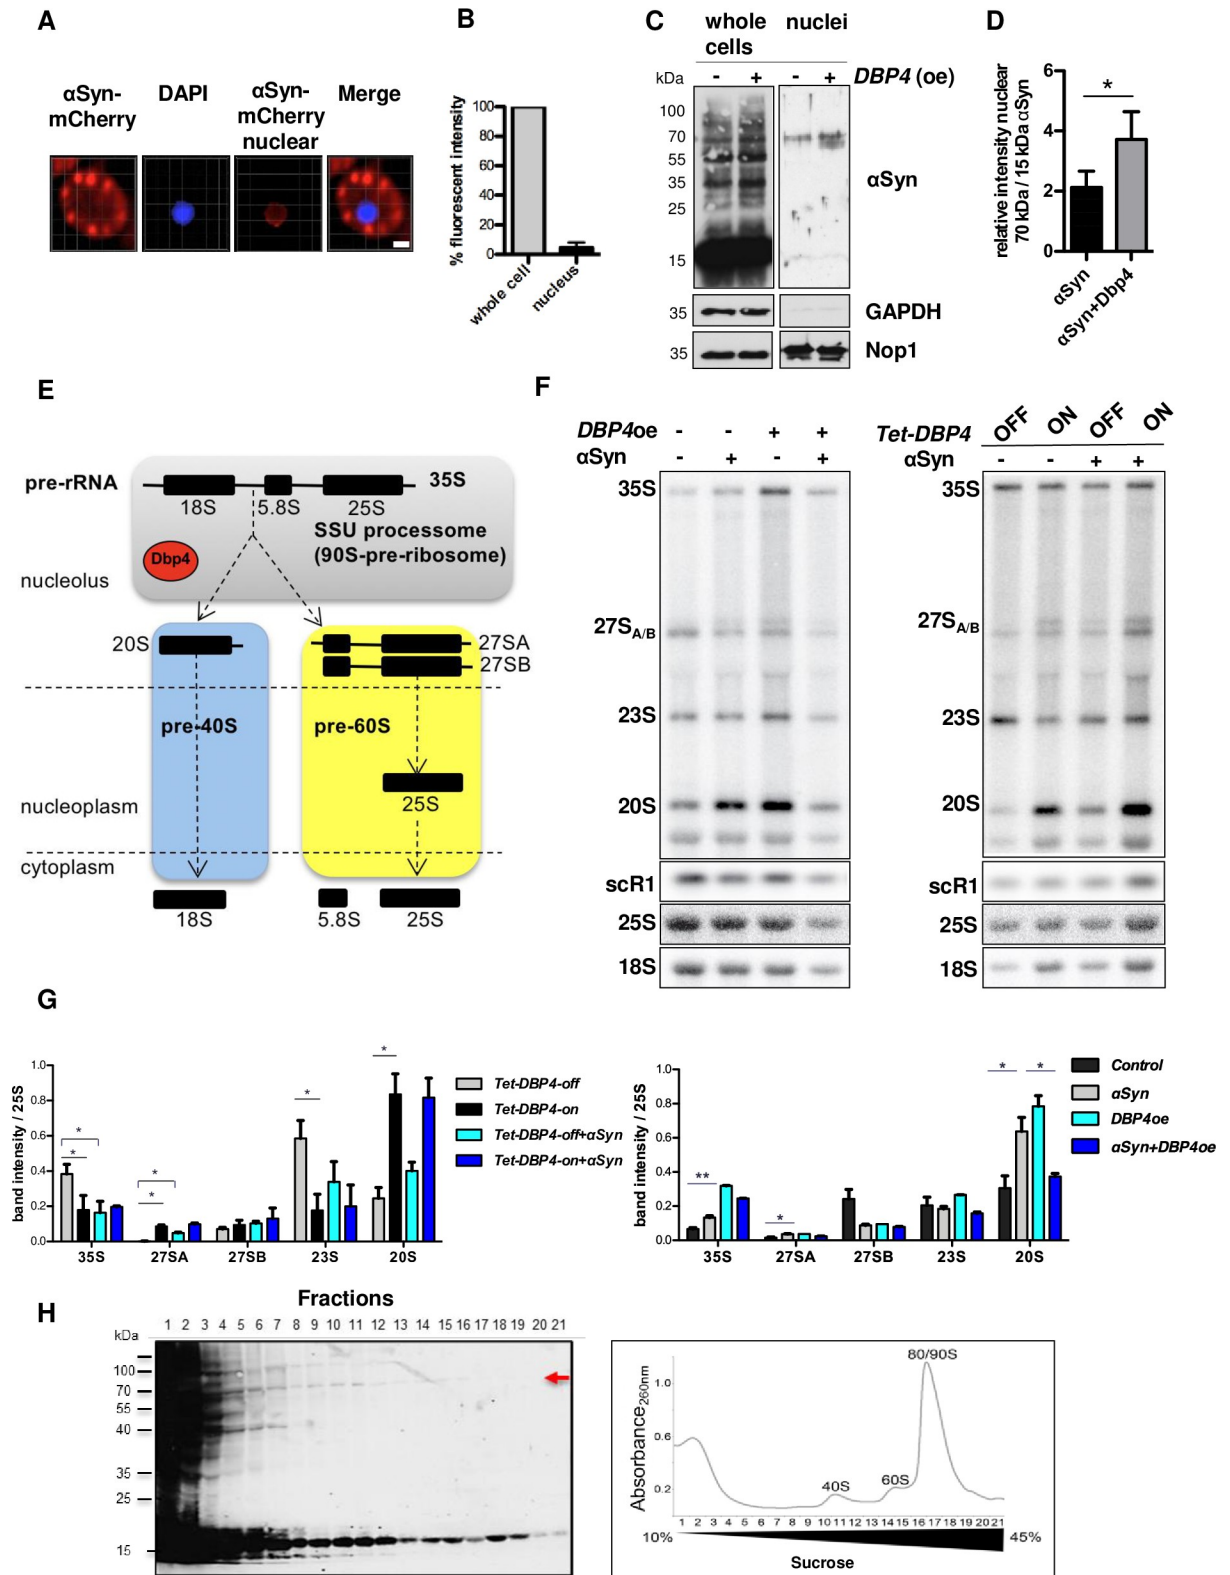 A
αSyn-
mCherry
DAPI
αSyn-
mCherry
nuclear
Merge
B
% fluorescent intensity
100
80
60
40
20
0
whole cell
nucleus
C
whole
cells
nuclei
kDa
- + - + DBP4 (oe)
100
70
55
35
25
15
αSyn
35
GAPDH
35
Nop1
D
relative intensity nuclear
70 kDa / 15 kDa αSyn
6
4
2
0
*
αSyn
αSyn+Dbp4
E
pre-rRNA
35S
18S 5.8S 25S
SSU processome
(90S-pre-ribosome)
Dbp4
nucleolus
20S
27SA
27SB
pre-40S
pre-60S
25S
nucleoplasm
cytoplasm
18S
5.8S
25S
F
DBP4oe - - + +
αSyn - + - +
35S
27SA/B
23S
20S
scR1
25S
18S
Tet-DBP4 OFF ON OFF ON
αSyn - - + +
35S
27SA/B
23S
20S
scR1
25S
18S
G
band intensity / 25S
1.0
0.8
0.6
0.4
0.2
0.0
* * * * * *
35S 27SA 27SB 23S 20S
Tet-DBP4-off
Tet-DBP4-on
Tet-DBP4-off+αSyn
Tet-DBP4-on+αSyn
band intensity / 25S
1.0
0.8
0.6
0.4
0.2
0.0
** * * *
35S 27SA 27SB 23S 20S
Control
αSyn
DBP4oe
αSyn+DBP4oe
H
Fractions
1 2 3 4 5 6 7 8 9 10 11 12 13 14 15 16 17 18 19 20 21
kDa
100
70
55
40
35
25
15
Absorbance260nm
1.0
0.6
0.2
40S
60S
80/90S
1 2 3 4 5 6 7 8 9 10 11 12 13 14 15 16 17 18 19 20 21
10%
45%
Sucrose